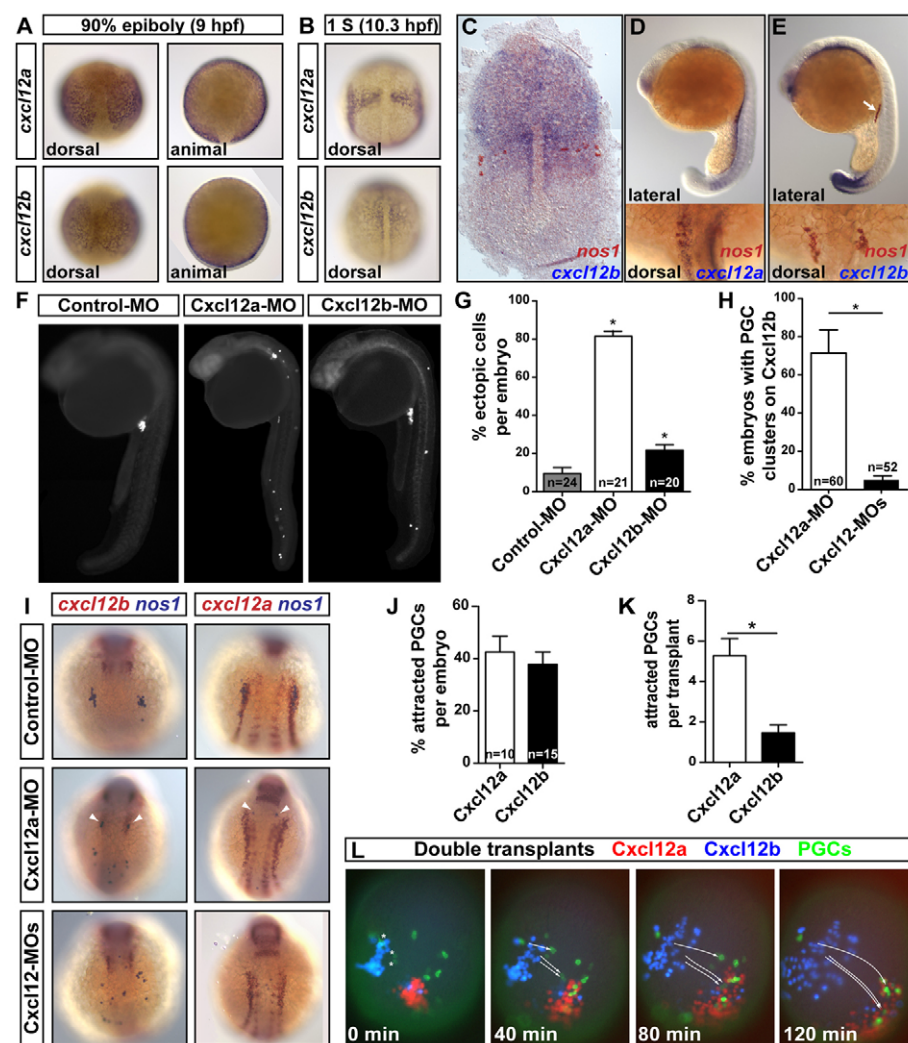 A
90% epiboly (9 hpf)
cxcl12a
dorsal
animal
cxcl12b
dorsal
animal
B
1 S (10.3 hpf)
dorsal
dorsal
C
nos1
cxcl12b
D
lateral
nos1
dorsal cxcl12a
E
lateral
nos1
dorsal cxcl12b
F
Control-MO
Cxcl12a-MO
Cxcl12b-MO
G
% ectopic cells
per embryo
100
80
60
40
20
0
*
*
n=24
n=21
n=20
Control-MO
Cxcl12a-MO
Cxcl12b-MO
H
% embryos with PGC
clusters on Cxcl12b
100
80
60
40
20
0
*
n=60
n=52
Cxcl12a-MO
Cxcl12-MOs
I
cxcl12b nos1
cxcl12a nos1
Control-MO
Cxcl12a-MO
Cxcl12-MOs
J
% attracted PGCs
per embryo
60
40
20
0
n=10
n=15
Cxcl12a
Cxcl12b
K
attracted PGCs
per transplant
8
6
4
2
0
*
Cxcl12a
Cxcl12b
L
Double transplants Cxcl12a Cxcl12b PGCs
0 min
40 min
80 min
120 min